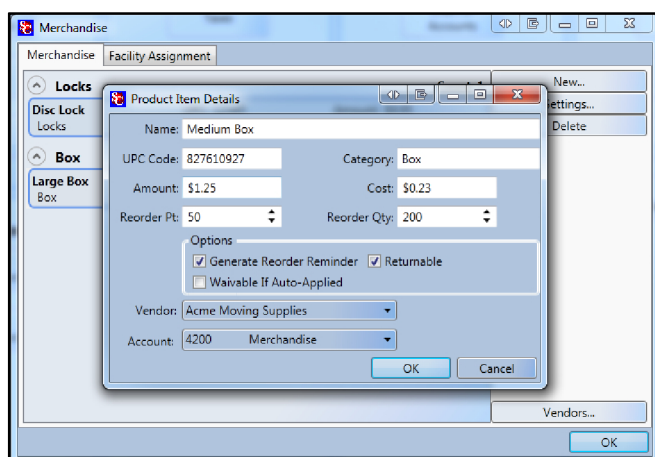 Merchandise
Merchandise Facility Assignment
Locks
Disc Lock
Locks
Box
Large Box
Box
New...
ettings...
Delete
Product Item Details
Name: Medium Box
UPC Code: 827610927 Category: Box
Amount: $1.25 Cost: $0.23
Reorder Pt: 50 Reorder Qty: 200
Options
Generate Reorder Reminder Returnable
Waivable If Auto-Applied
Vendor: Acme Moving Supplies
Account: 4200 Merchandise
OK Cancel
Vendors...
OK